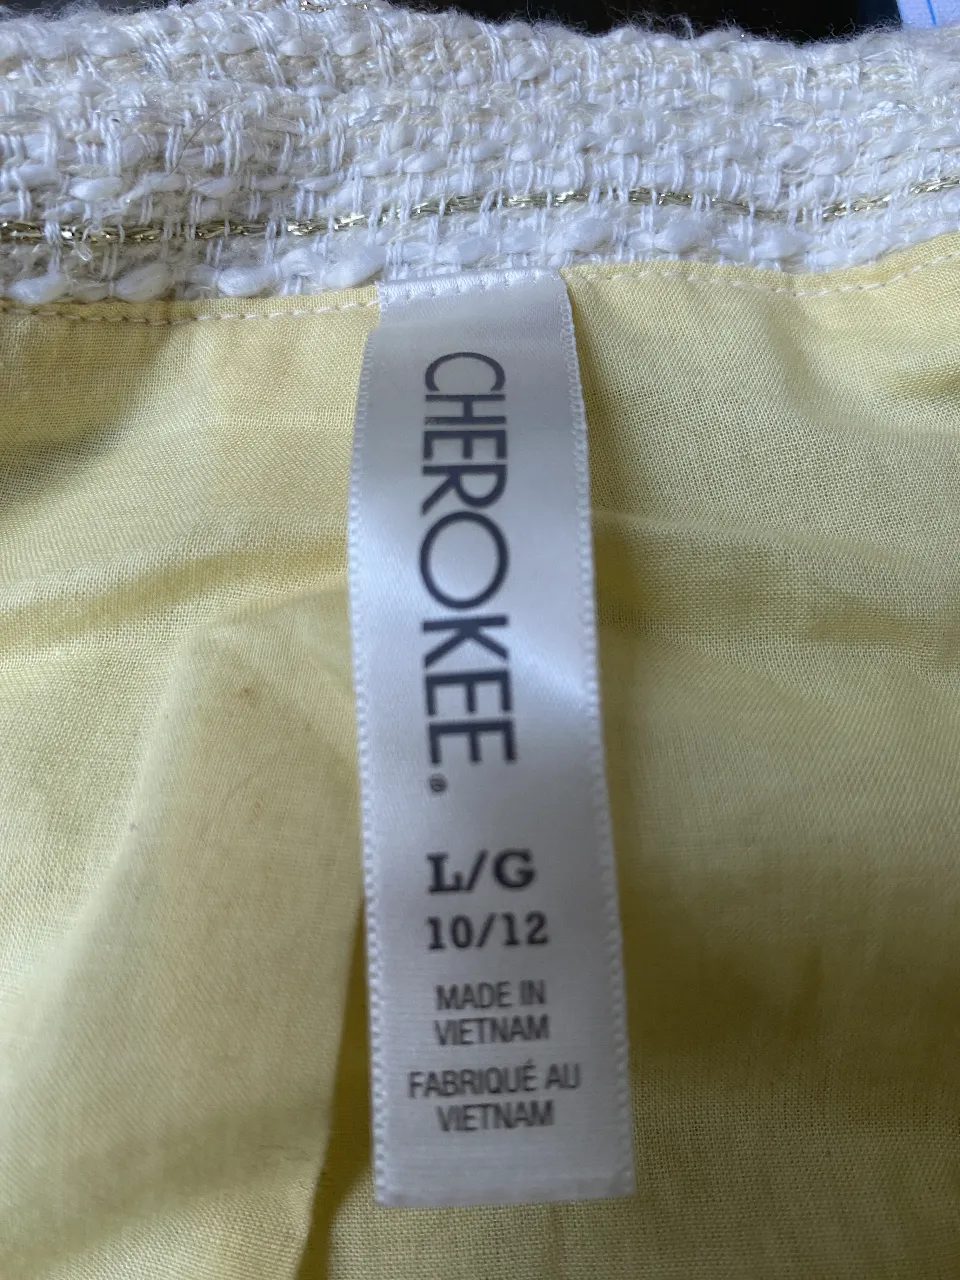 CHEROKEE®
L/G
10/12
MADE IN
VIETNAM
FABRIQUÉ AU
VIETNAM